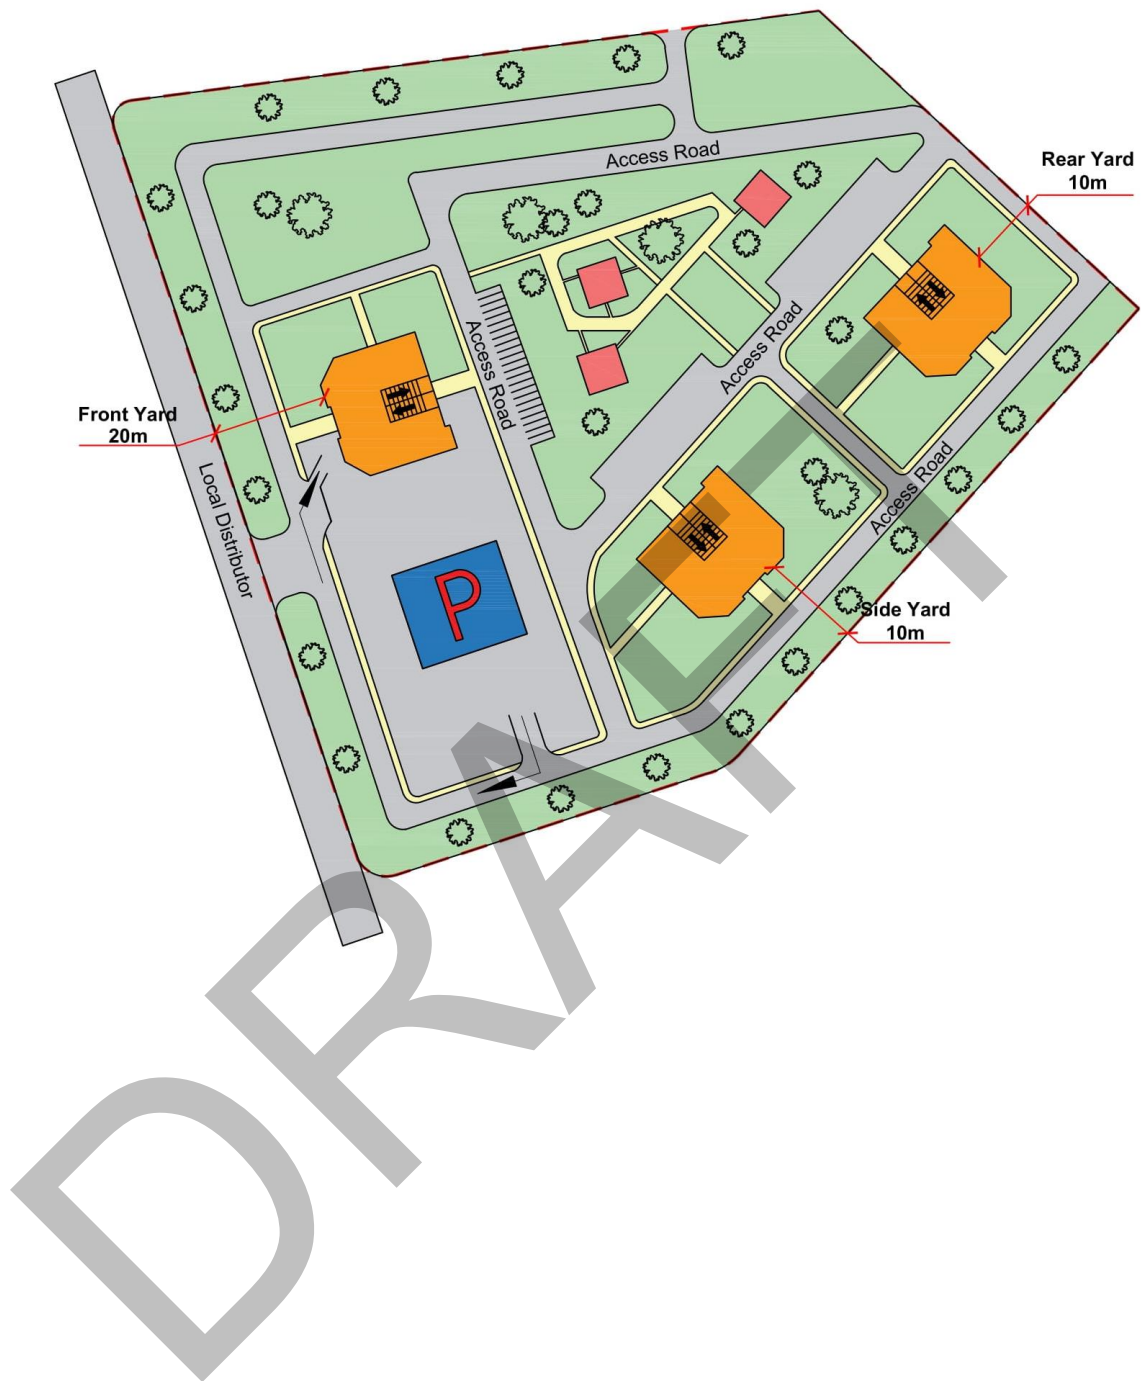 Access Road
Rear Yard
10m
Access Road
Access Road
Front Yard
20m
Local Distributor
Access Road
P
Side Yard
10m
DRAFT